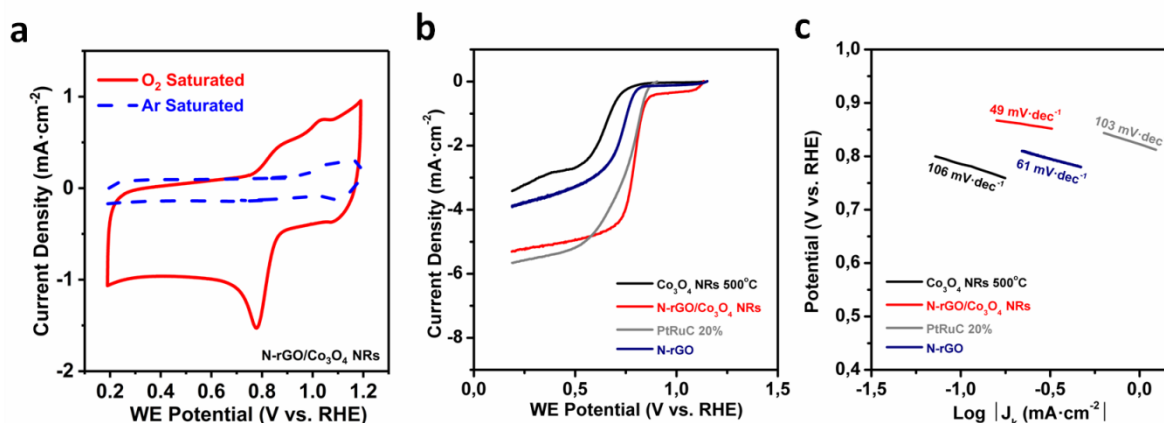 a
O₂ Saturated
Ar Saturated
Current Density (mA·cm⁻²)
1
0
-1
-2
0.2 0.4 0.6 0.8 1.0 1.2
N-rGO/Co₃O₄ NRs
WE Potential (V vs. RHE)
b
Current Density (mA·cm⁻²)
0
-2
-4
-6
-8
0,0 0,5 1,0 1,5
Co₃O₄ NRs 500°C
N-rGO/Co₃O₄ NRs
PtRuC 20%
N-rGO
WE Potential (V vs. RHE)
c
Potential (V vs. RHE)
1,0
0,9
0,8
0,7
0,6
0,5
0,4
49 mV·dec⁻¹
103 mV·dec
106 mV·dec⁻¹
61 mV·dec⁻¹
Co₃O₄ NRs 500°C
N-rGO/Co₃O₄ NRs
PtRuC 20%
N-rGO
-1,5 -1,0 -0,5 0,0
Log |Jₖ (mA·cm⁻²|